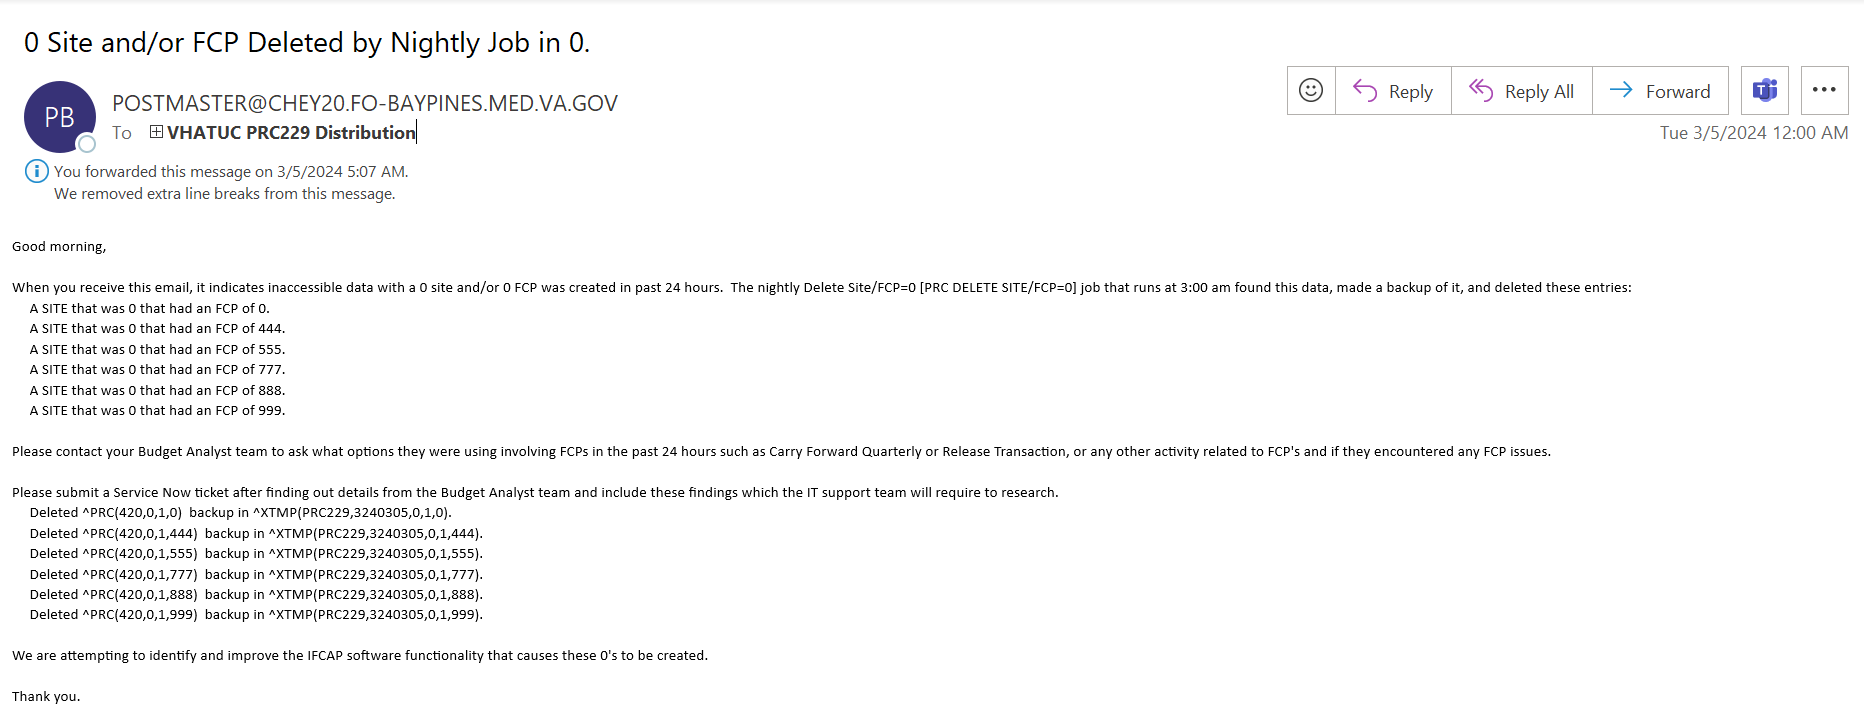 0 Site and/or FCP Deleted by Nightly Job in 0.
PB
POSTMASTER@CHEY20.FO-BAYPINES.MED.VA.GOV
To VHATUC PRC229 Distribution
Reply
Reply All
Forward
Tue 3/5/2024 12:00 AM
You forwarded this message on 3/5/2024 5:07 AM.
We removed extra line breaks from this message.
Good morning,
When you receive this email, it indicates inaccessible data with a 0 site and/or 0 FCP was created in past 24 hours. The nightly Delete Site/FCP=0 [PRC DELETE SITE/FCP=0] job that runs at 3:00 am found this data, made a backup of it, and deleted these entries:
A SITE that was 0 that had an FCP of 0.
A SITE that was 0 that had an FCP of 444.
A SITE that was 0 that had an FCP of 555.
A SITE that was 0 that had an FCP of 777.
A SITE that was 0 that had an FCP of 888.
A SITE that was 0 that had an FCP of 999.
Please contact your Budget Analyst team to ask what options they were using involving FCPs in the past 24 hours such as Carry Forward Quarterly or Release Transaction, or any other activity related to FCP's and if they encountered any FCP issues.
Please submit a Service Now ticket after finding out details from the Budget Analyst team and include these findings which the IT support team will require to research.
Deleted ^PRC(420,0,1,0) backup in ^XTMP(PRC229,3240305,0,1,0).
Deleted ^PRC(420,0,1,444) backup in ^XTMP(PRC229,3240305,0,1,444).
Deleted ^PRC(420,0,1,555) backup in ^XTMP(PRC229,3240305,0,1,555).
Deleted ^PRC(420,0,1,777) backup in ^XTMP(PRC229,3240305,0,1,777).
Deleted ^PRC(420,0,1,888) backup in ^XTMP(PRC229,3240305,0,1,888).
Deleted ^PRC(420,0,1,999) backup in ^XTMP(PRC229,3240305,0,1,999).
We are attempting to identify and improve the IFCAP software functionality that causes these 0's to be created.
Thank you.